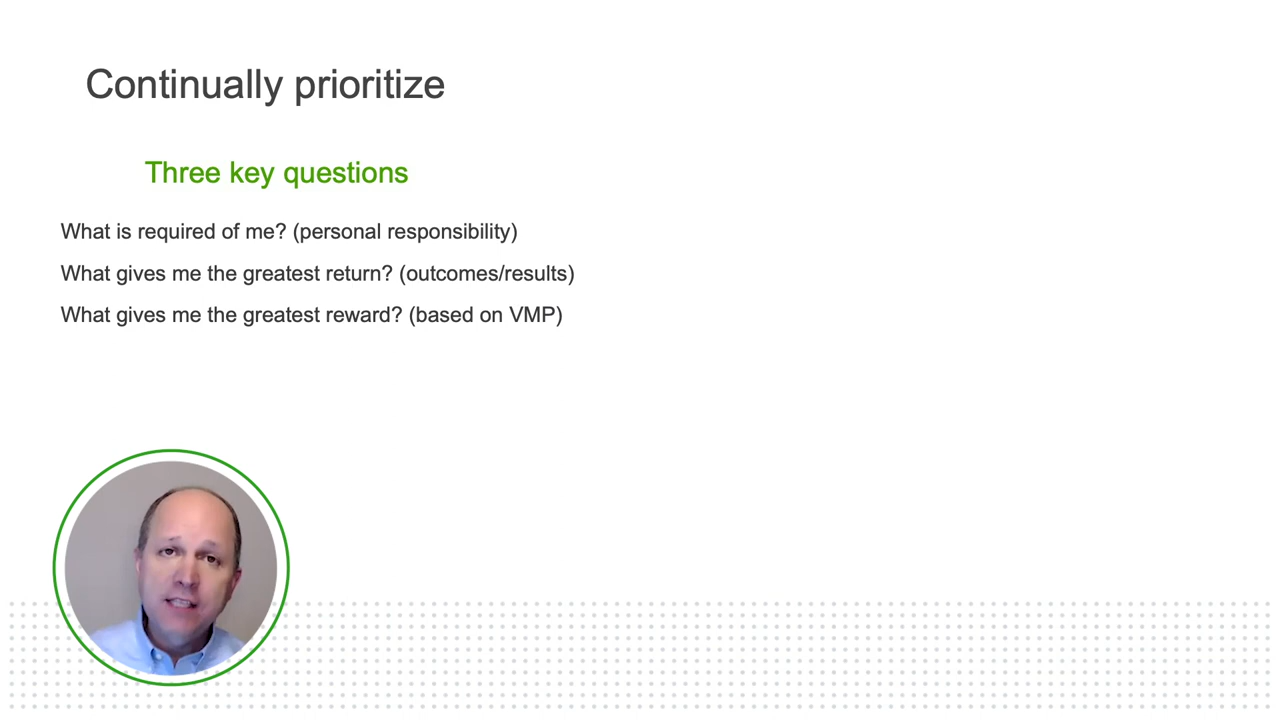 Continually prioritize
Three key questions
What is required of me? (personal responsibility)
What gives me the greatest return? (outcomes/results)
What gives me the greatest reward? (based on VMP)